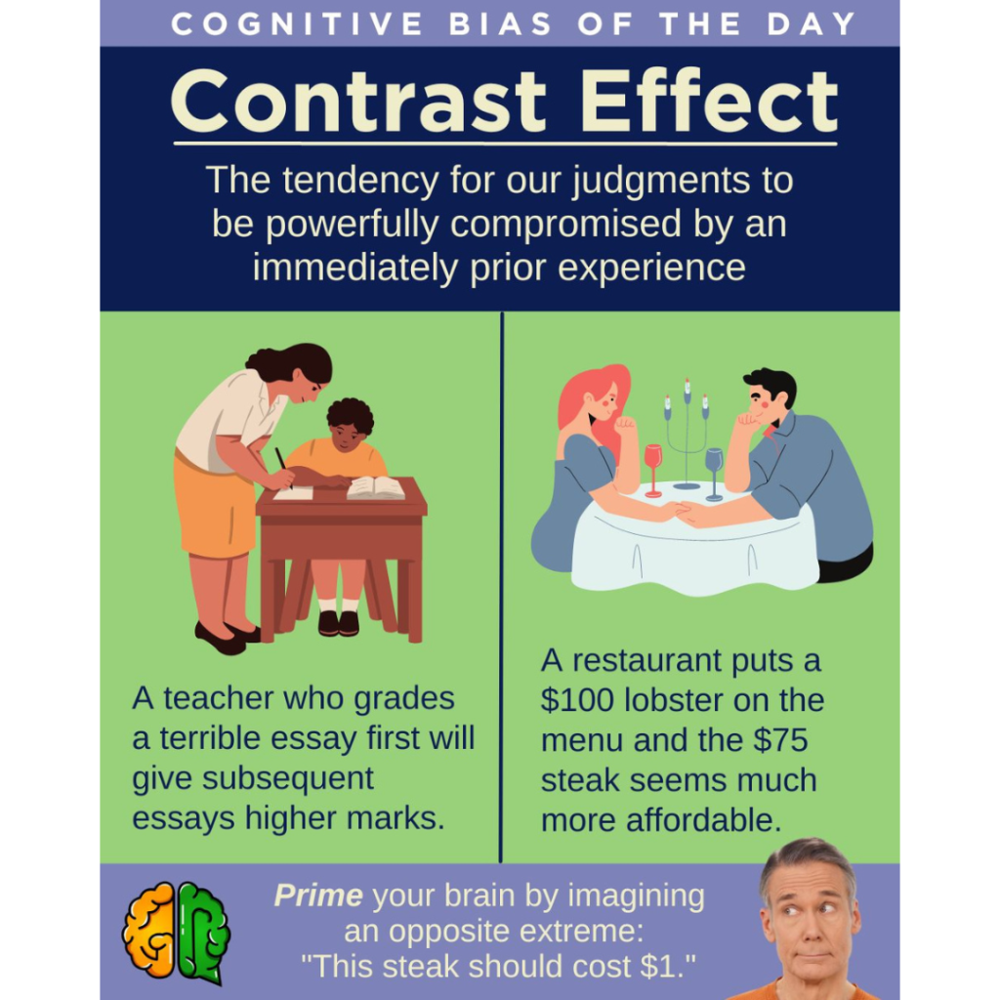 COGNITIVE BIAS OF THE DAY
Contrast Effect
The tendency for our judgments to
be powerfully compromised by an
immediately prior experience
A teacher who grades
a terrible essay first will
give subsequent
essays higher marks.
A restaurant puts a
$100 lobster on the
menu and the $75
steak seems much
more affordable.
Prime your brain by imagining
an opposite extreme:
"This steak should cost $1."